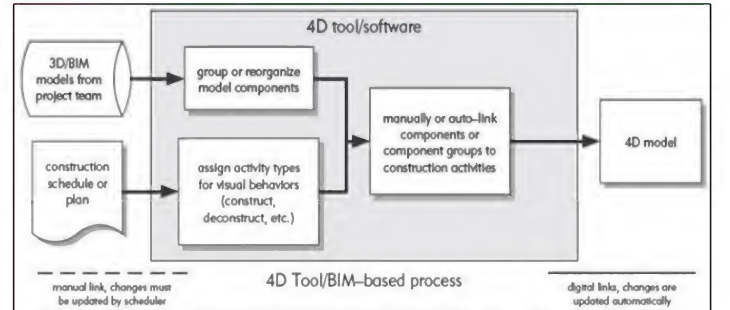 4D tool/software
3D/BIM
models from
project team
group or reorganize
model components
manually or auto–link
components or
component groups to
construction activities
4D model
construction
schedule or
plan
assign activity types
for visual behaviors
(construct,
deconstruct, etc.)
4D Tool/BIM–based process
manual link, changes must
be updated by scheduler
digital links, changes are
updated automatically